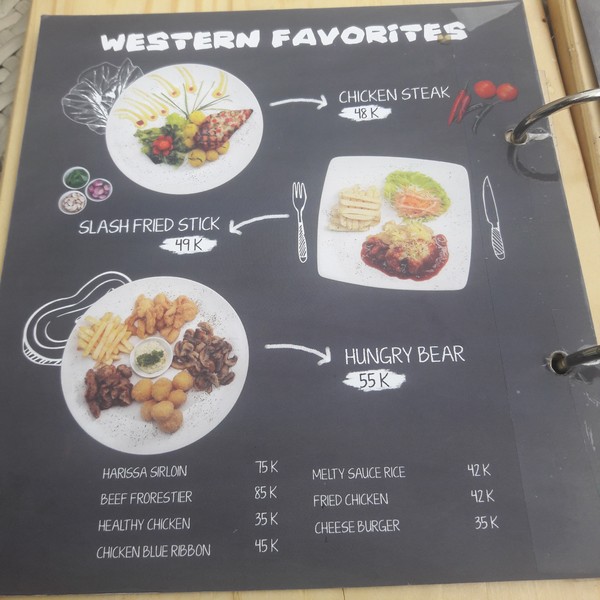 WESTERN FAVORITES
CHICKEN STEAK
48 K
SLASH FRIED STICK
49 K
HUNGRY BEAR
55 K
HARISSA SIRLOIN 75 K
BEEF FRORESTIER 85 K
HEALTHY CHICKEN 35 K
CHICKEN BLUE RIBBON 45 K
MELTY SAUCE RICE 42 K
FRIED CHICKEN 42 K
CHEESE BURGER 35 K